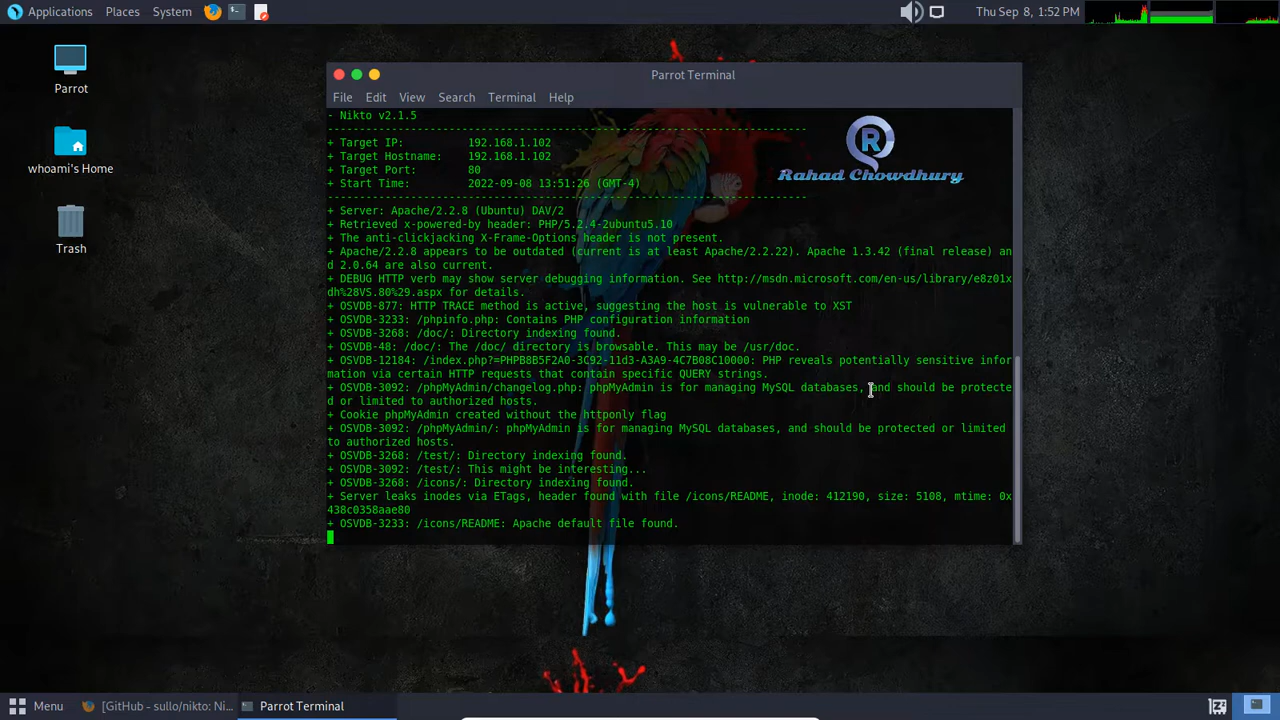 Applications Places System Thu Sep 8, 1:52 PM
Parrot
whoami's Home
Trash
Parrot Terminal
File Edit View Search Terminal Help
- Nikto v2.1.5
---------------------------------------------------------------------------
+ Target IP: 192.168.1.102
+ Target Hostname: 192.168.1.102
+ Target Port: 80
+ Start Time: 2022-09-08 13:51:26 (GMT-4)
---------------------------------------------------------------------------
R
Rahad Chowdhury
+ Server: Apache/2.2.8 (Ubuntu) DAV/2
+ Retrieved x-powered-by header: PHP/5.2.4-2ubuntu5.10
+ The anti-clickjacking X-Frame-Options header is not present.
+ Apache/2.2.8 appears to be outdated (current is at least Apache/2.2.22). Apache 1.3.42 (final release) an
d 2.0.64 are also current.
+ DEBUG HTTP verb may show server debugging information. See http://msdn.microsoft.com/en-us/library/e8z01x
dh%28VS.80%29.aspx for details.
+ OSVDB-877: HTTP TRACE method is active, suggesting the host is vulnerable to XST
+ OSVDB-3233: /phpinfo.php: Contains PHP configuration information
+ OSVDB-3268: /doc/: Directory indexing found.
+ OSVDB-48: /doc/: The /doc/ directory is browsable. This may be /usr/doc.
+ OSVDB-12184: /index.php?=PHPB8B5F2A0-3C92-11d3-A3A9-4C7B08C10000: PHP reveals potentially sensitive infor
mation via certain HTTP requests that contain specific QUERY strings.
+ OSVDB-3092: /phpMyAdmin/changelog.php: phpMyAdmin is for managing MySQL databases, and should be protecte
d or limited to authorized hosts.
+ Cookie phpMyAdmin created without the httponly flag
+ OSVDB-3092: /phpMyAdmin/: phpMyAdmin is for managing MySQL databases, and should be protected or limited
to authorized hosts.
+ OSVDB-3268: /test/: Directory indexing found.
+ OSVDB-3092: /test/: This might be interesting...
+ OSVDB-3268: /icons/: Directory indexing found.
+ Server leaks inodes via ETags, header found with file /icons/README, inode: 412190, size: 5108, mtime: 0x
438c0358aae80
+ OSVDB-3233: /icons/README: Apache default file found.
Menu [GitHub - sullo/nikto: Ni... Parrot Terminal